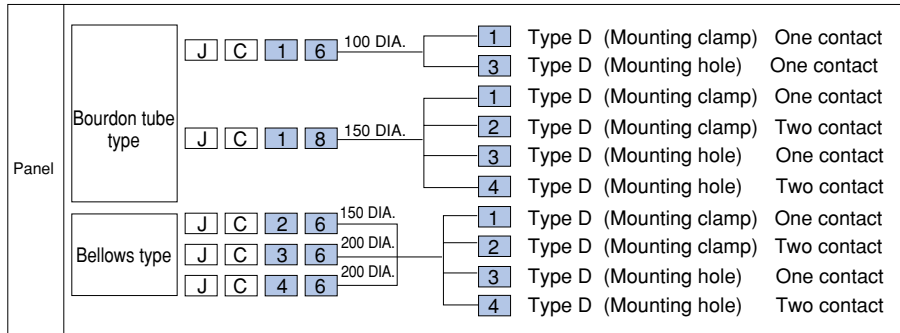 Panel
Bourdon tube
type
J C 1 6 100 DIA.
1 Type D (Mounting clamp) One contact
3 Type D (Mounting hole) One contact
J C 1 8 150 DIA.
1 Type D (Mounting clamp) One contact
2 Type D (Mounting clamp) Two contact
3 Type D (Mounting hole) One contact
4 Type D (Mounting hole) Two contact
Bellows type
J C 2 6 150 DIA.
J C 3 6 200 DIA.
J C 4 6 200 DIA.
1 Type D (Mounting clamp) One contact
2 Type D (Mounting clamp) Two contact
3 Type D (Mounting hole) One contact
4 Type D (Mounting hole) Two contact